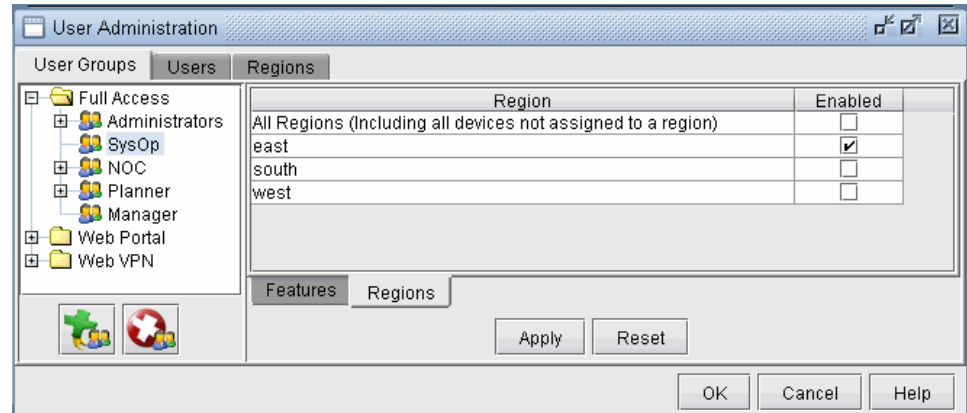 User Administration
User Groups Users Regions
Full Access
Administrators
SysOp
NOC
Planner
Manager
Web Portal
Web VPN
Region Enabled
All Regions (Including all devices not assigned to a region)
east
south
west
Features Regions
Apply Reset
OK Cancel Help